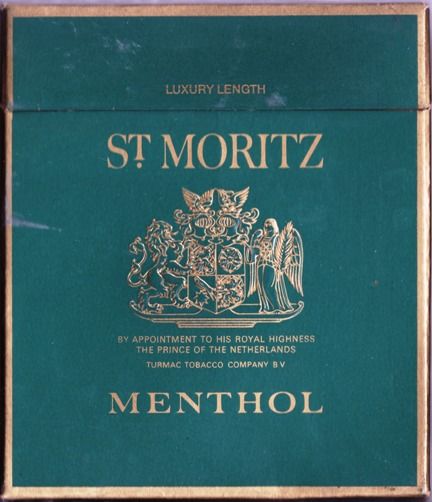 LUXURY LENGTH
ST. MORITZ
BY APPOINTMENT TO HIS ROYAL HIGHNESS
THE PRINCE OF THE NETHERLANDS
TURMAC TOBACCO COMPANY B V
MENTHOL